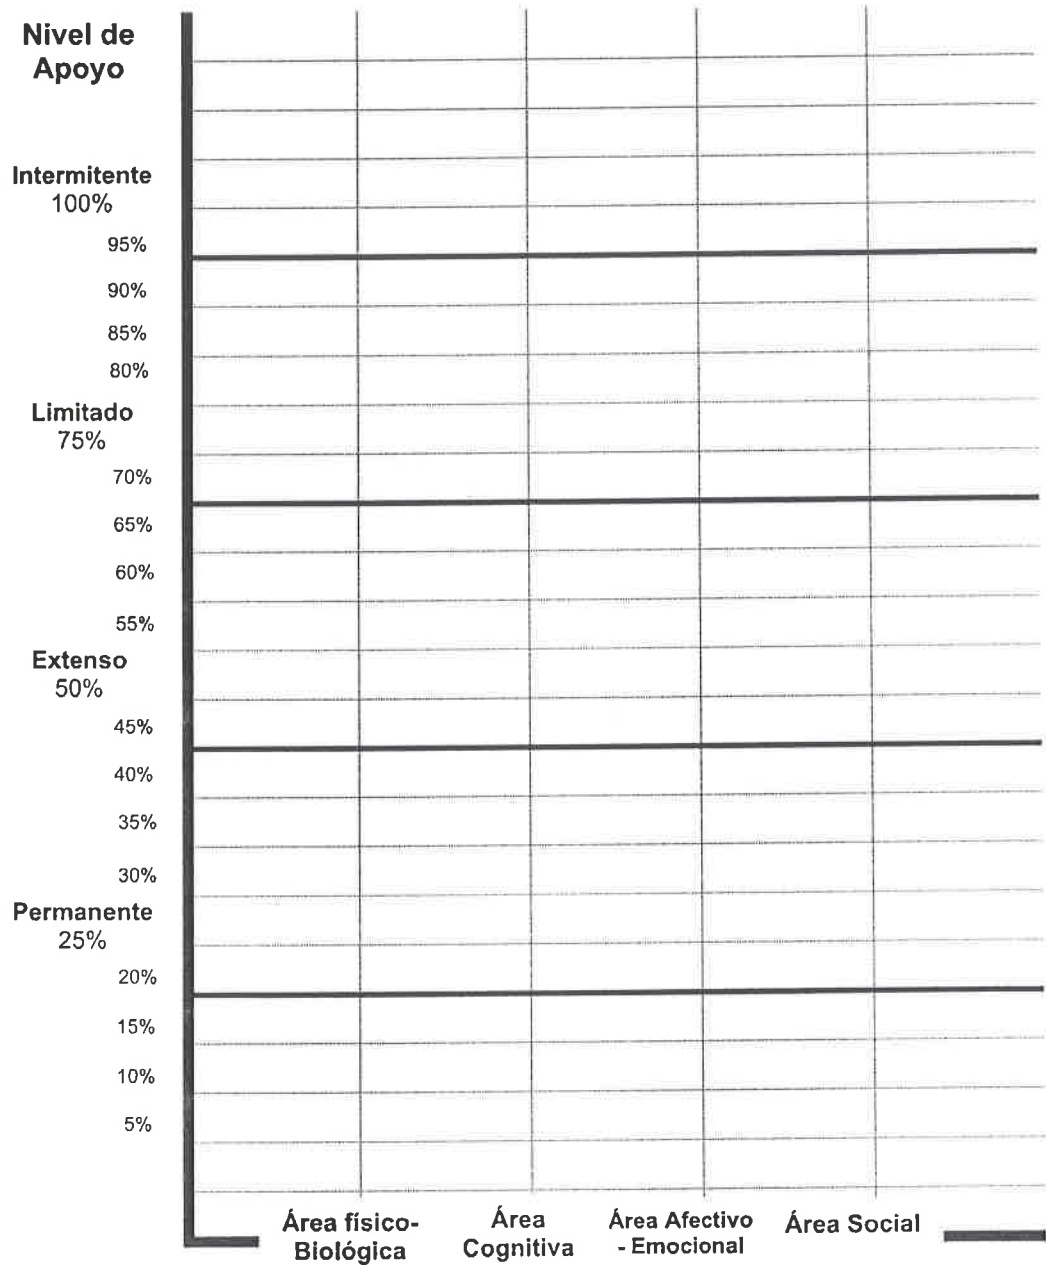 Nivel de
Apoyo
Intermitente
100%
95%
90%
85%
80%
Limitado
75%
70%
65%
60%
55%
Extenso
50%
45%
40%
35%
30%
Permanente
25%
20%
15%
10%
5%
Área físico-
Biológica
Área
Cognitiva
Área Afectivo
- Emocional
Área Social